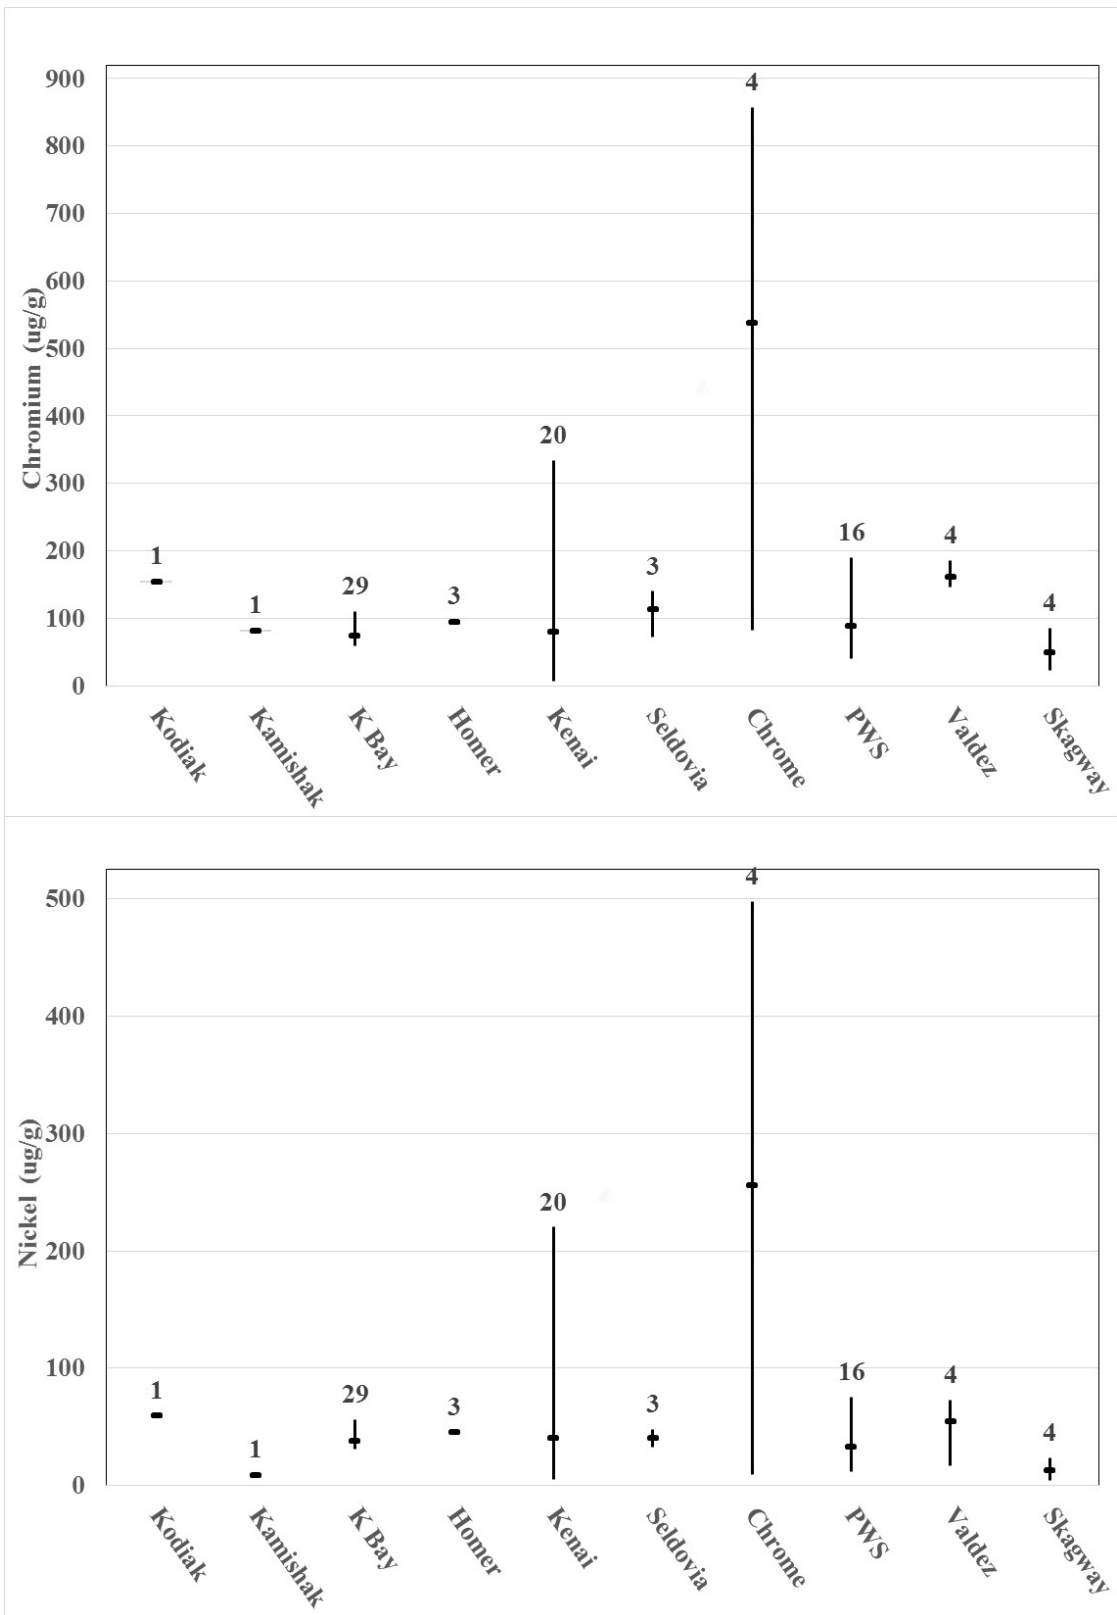 900
4
800
700
600
500
400
300
200
100
0
Chromium (ug/g)
1
1
29
3
20
3
4
16
4
4
Kodiak
Kamishak
K Bay
Homer
Kenai
Seldovia
Chrome
PWS
Valdez
Skagway
500
400
300
200
100
0
Nickel (ug/g)
1
1
29
3
20
3
4
16
4
4
Kodiak
Kamishak
K Bay
Homer
Kenai
Seldovia
Chrome
PWS
Valdez
Skagway